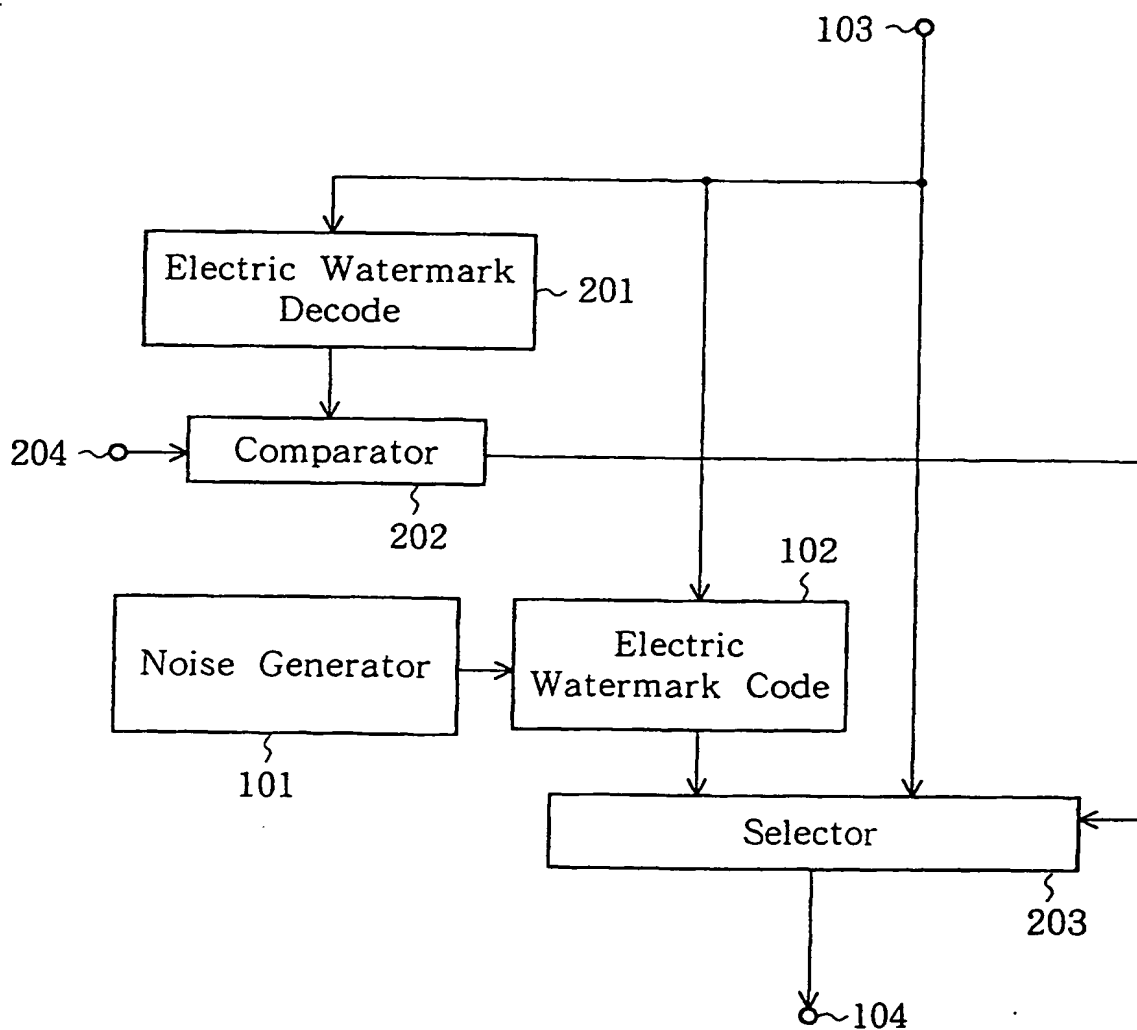 103
Electric Watermark
Decode
201
204
Comparator
202
102
Noise Generator
Electric
Watermark Code
101
Selector
203
104